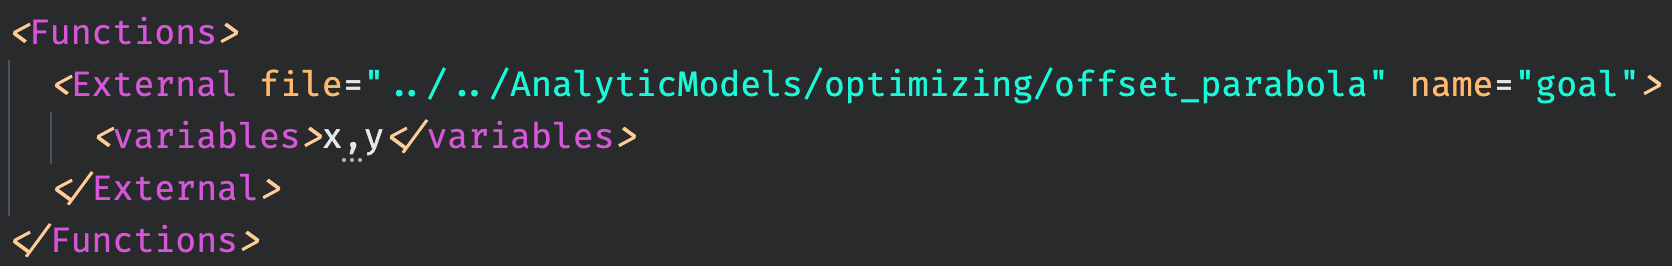 <Functions>
<External file="../../AnalyticModels/optimizing/offset_parabola" name="goal">
<variables>x,y</variables>
</External>
</Functions>